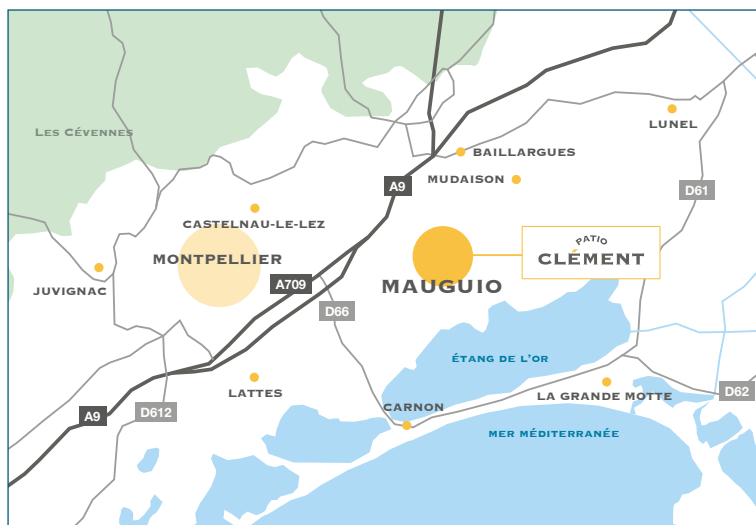 LES CÉVENNES
LUNEL
BAILLARGUES
MUDAISON
A9
D61
CASTELNAU-LE-LEZ
PATIO
CLÉMENT
MONTPELLIER
JUVIGNAC
A709
MAUGUIO
D66
ÉTANG DE L'OR
LATTES
LA GRANDE MOTTE
D62
CARNON
D612
A9
MER MÉDITERRANÉE